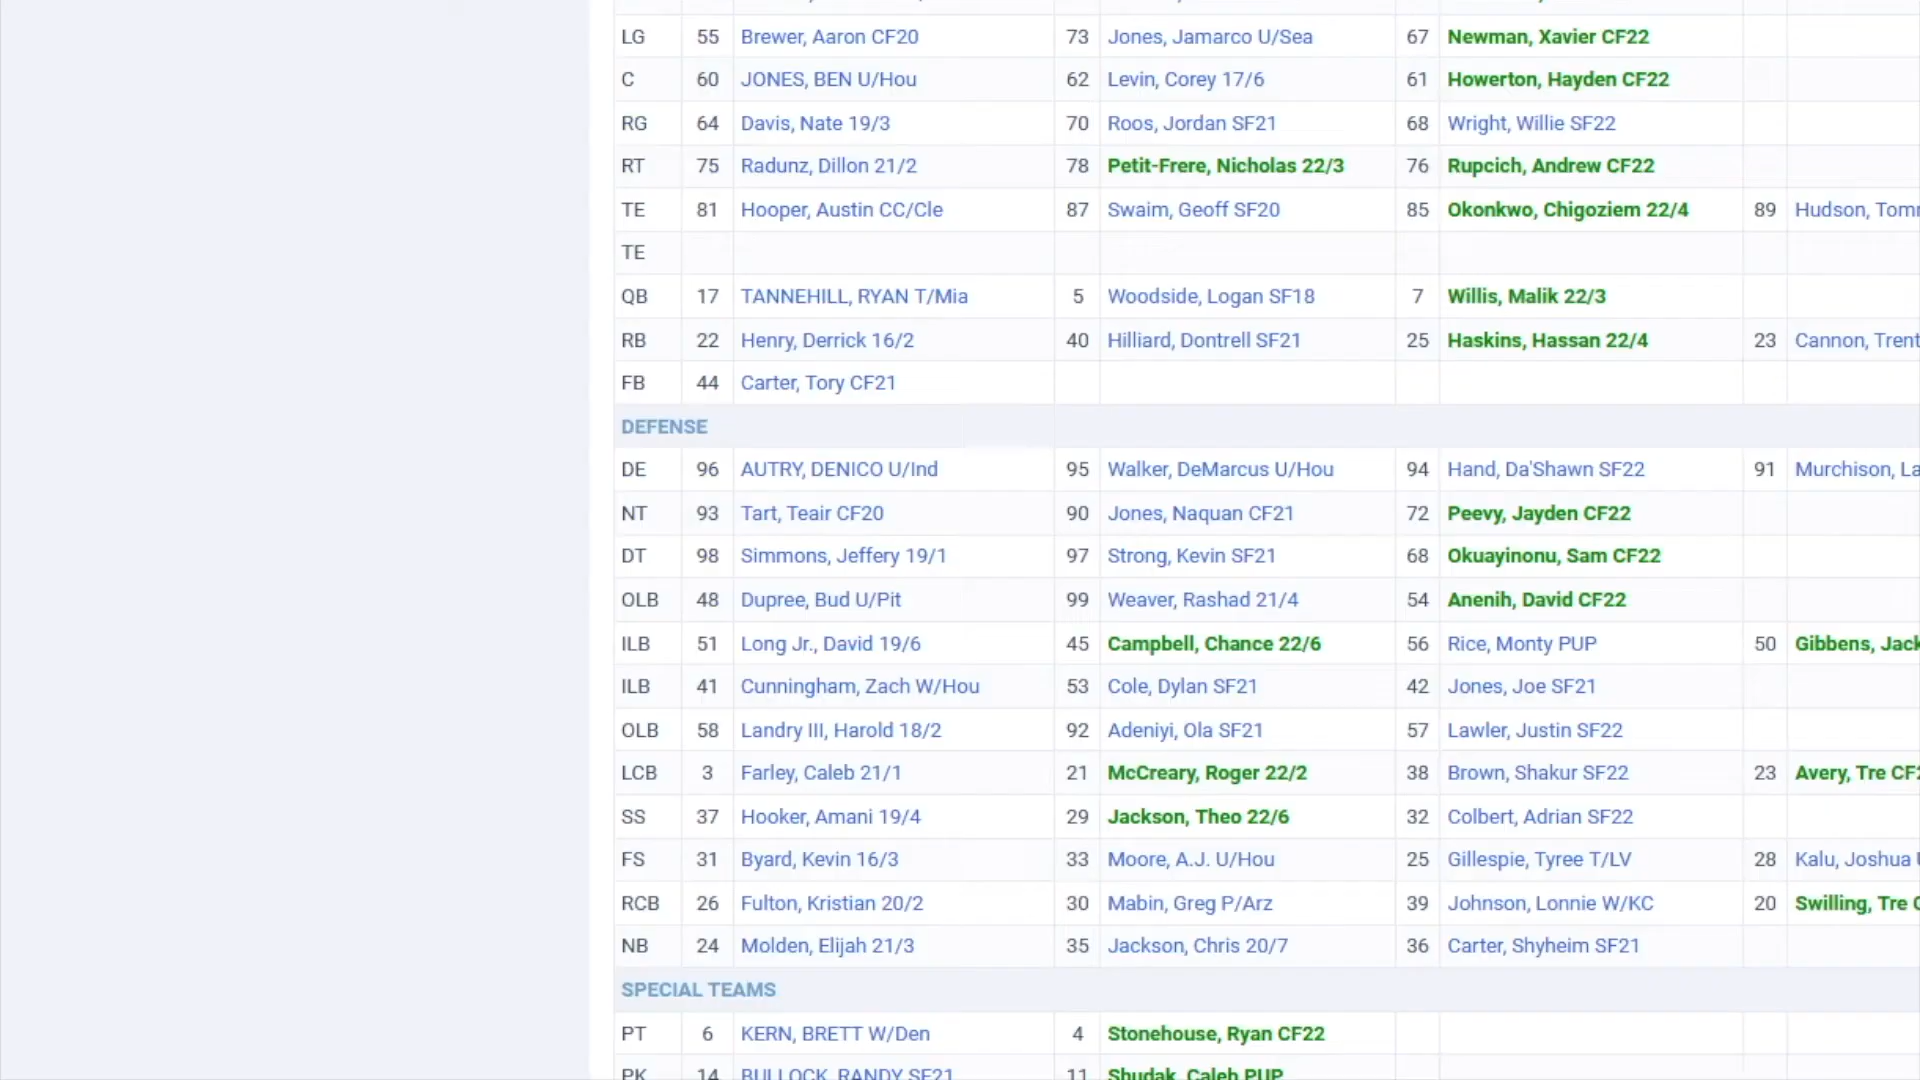 LG 55 Brewer, Aaron CF20 73 Jones, Jamarco U/Sea 67 Newman, Xavier CF22
C 60 JONES, BEN U/Hou 62 Levin, Corey 17/6 61 Howerton, Hayden CF22
RG 64 Davis, Nate 19/3 70 Roos, Jordan SF21 68 Wright, Willie SF22
RT 75 Radunz, Dillon 21/2 78 Petit-Frere, Nicholas 22/3 76 Rupcich, Andrew CF22
TE 81 Hooper, Austin CC/Cle 87 Swaim, Geoff SF20 85 Okonkwo, Chigoziem 22/4 89 Hudson,
TE
QB 17 TANNEHILL, RYAN T/Mia 5 Woodside, Logan SF18 7 Willis, Malik 22/3
RB 22 Henry, Derrick 16/2 40 Hilliard, Dontrell SF21 25 Haskins, Hassan 22/4 23 Cannon, Trent
FB 44 Carter, Tory CF21
DEFENSE
DE 96 AUTRY, DENICO U/Ind 95 Walker, DeMarcus U/Hou 94 Hand, Da'Shawn SF22 91 Murchison, La
NT 93 Tart, Teair CF20 90 Jones, Naquan CF21 72 Peevy, Jayden CF22
DT 98 Simmons, Jeffery 19/1 97 Strong, Kevin SF21 68 Okuayinonu, Sam CF22
OLB 48 Dupree, Bud U/Pit 99 Weaver, Rashad 21/4 54 Anenih, David CF22
ILB 51 Long Jr., David 19/6 45 Campbell, Chance 22/6 56 Rice, Monty PUP 50 Gibbens, Jack
ILB 41 Cunningham, Zach W/Hou 53 Cole, Dylan SF21 42 Jones, Joe SF21
OLB 58 Landry III, Harold 18/2 92 Adeniyi, Ola SF21 57 Lawler, Justin SF22
LCB 3 Farley, Caleb 21/1 21 McCreary, Roger 22/2 38 Brown, Shakur SF22 23 Avery, Tre
SS 37 Hooker, Amani 19/4 29 Jackson, Theo 22/6 32 Colbert, Adrian SF22
FS 31 Byard, Kevin 16/3 33 Moore, A.J. U/Hou 25 Gillespie, Tyree T/LV 28 Kalu, Joshua
RCB 26 Fulton, Kristian 20/2 30 Mabin, Greg P/Arz 39 Johnson, Lonnie W/KC 20 Swilling, Tre
NB 24 Molden, Elijah 21/3 35 Jackson, Chris 20/7 36 Carter, Shyheim SF21
SPECIAL TEAMS
PT 6 KERN, BRETT W/Den 4 Stonehouse, Ryan CF22
PK 14 BULLOCK, RANDY SF21 11 Shudak, Caleb PUP